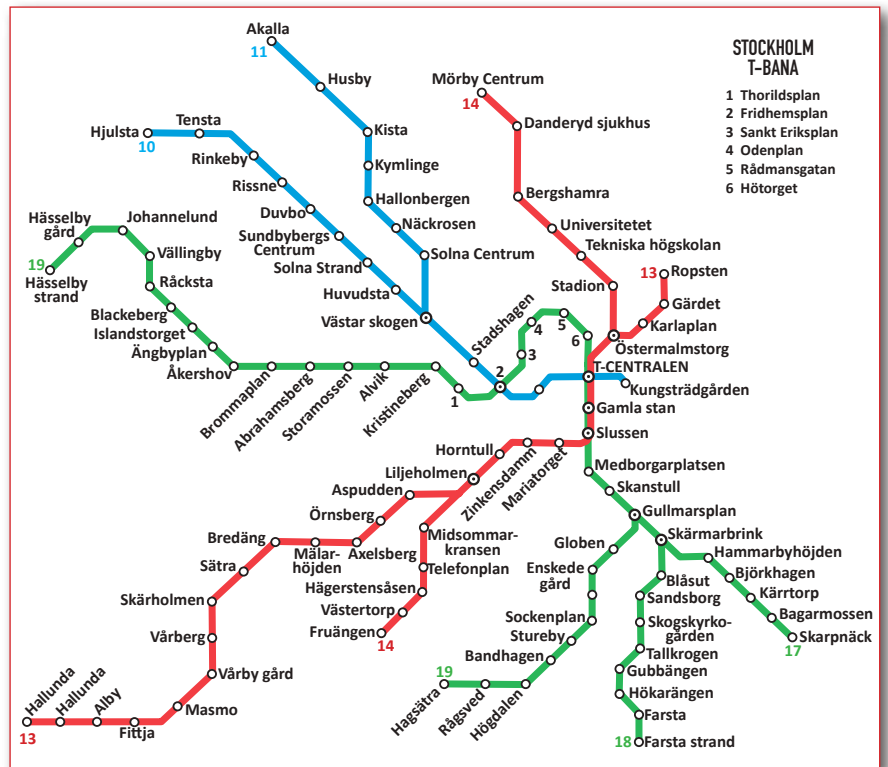 STOCKHOLM
T-BANA
1 Thorildsplan
2 Fridhemsplan
3 Sankt Eriksplan
4 Odenplan
5 Rådmansgatan
6 Hötorget
Akalla
11
Husby
Kista
Kymlinge
Hallonbergen
Näckrosen
Solna Centrum
Hjulsta
10
Tensta
Rinkeby
Rissne
Duvbo
Sundbybergs
Centrum
Solna Strand
Huvudsta
Västar skogen
Stadshagen
T-CENTRALEN
Kungsträdgården
Mörby Centrum
14
Danderyd sjukhus
Bergshamra
Universitetet
Tekniska högskolan
Stadion
13
Ropsten
Gärdet
Karlaplan
Östermalmstorg
Hässelby
gård
19
Hässelby
strand
Johannelund
Vällingby
Råcksta
Blackeberg
Islandstorget
Ängbyplan
Åkershov
Brommaplan
Abrahamsberg
Storamossen
Alvik
Kristineberg
1
2
3
4
5
6
Gamla stan
Slussen
Mariatorget
Zinkensdamm
Horntull
Liljeholmen
Aspudden
Örnsberg
Axelsberg
Mälar-
höjden
Bredäng
Sätra
Skärholmen
Vårberg
Vårby gård
Masmo
Fittja
Alby
Hallunda
Hallunda
13
Midsommar-
kransen
Telefonplan
Hägerstensåsen
Västertorp
Fruängen
14
Medborgarplatsen
Skanstull
Gullmarsplan
Skärmarbrink
Hammarbyhöjden
Björkhagen
Kärrtorp
Bagarmossen
Skarpnäck
17
Globen
Enskede
gård
Sockenplan
Stureby
Bandhagen
Högdalen
Rågsved
Hagsätra
19
Blåsut
Sandsborg
Skogskyrko-
gården
Tallkrogen
Gubbängen
Hökarängen
Farsta
18
Farsta strand